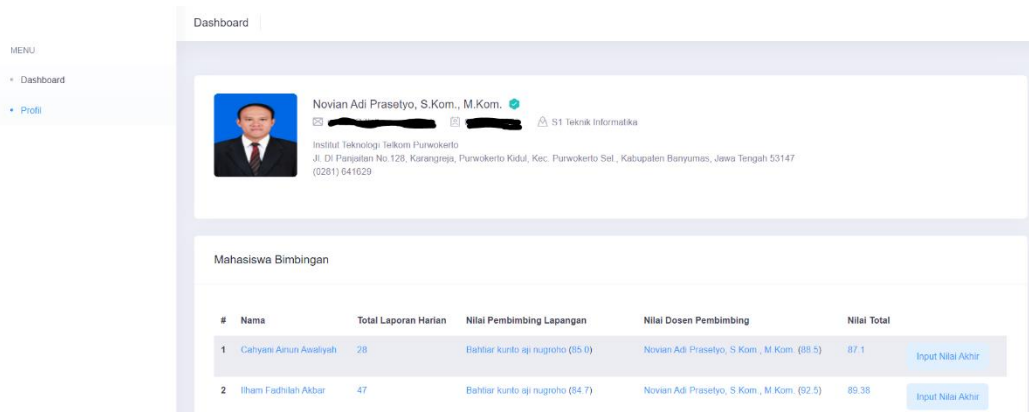 Dashboard
MENU
Dashboard
Profil
Novian Adi Prasetyo, S.Kom., M.Kom.
S1 Teknik Informatika
Institut Teknologi Telkom Purwokerto
Jl. DI Panjaitan No.128, Karangreja, Purwokerto Kidul, Kec. Purwokerto Sel., Kabupaten Banyumas, Jawa Tengah 53147
(0281) 641629
Mahasiswa Bimbingan
# Nama Total Laporan Harian Nilai Pembimbing Lapangan Nilai Dosen Pembimbing Nilai Total
1 Cahyani Ainun Awaliyah 28 Bahtiar kunto aji nugroho (85.0) Novian Adi Prasetyo, S.Kom., M.Kom. (88.5) 87.1 Input Nilai Akhir
2 Ilham Fadhilah Akbar 47 Bahtiar kunto aji nugroho (84.7) Novian Adi Prasetyo, S.Kom., M.Kom. (92.5) 89.38 Input Nilai Akhir